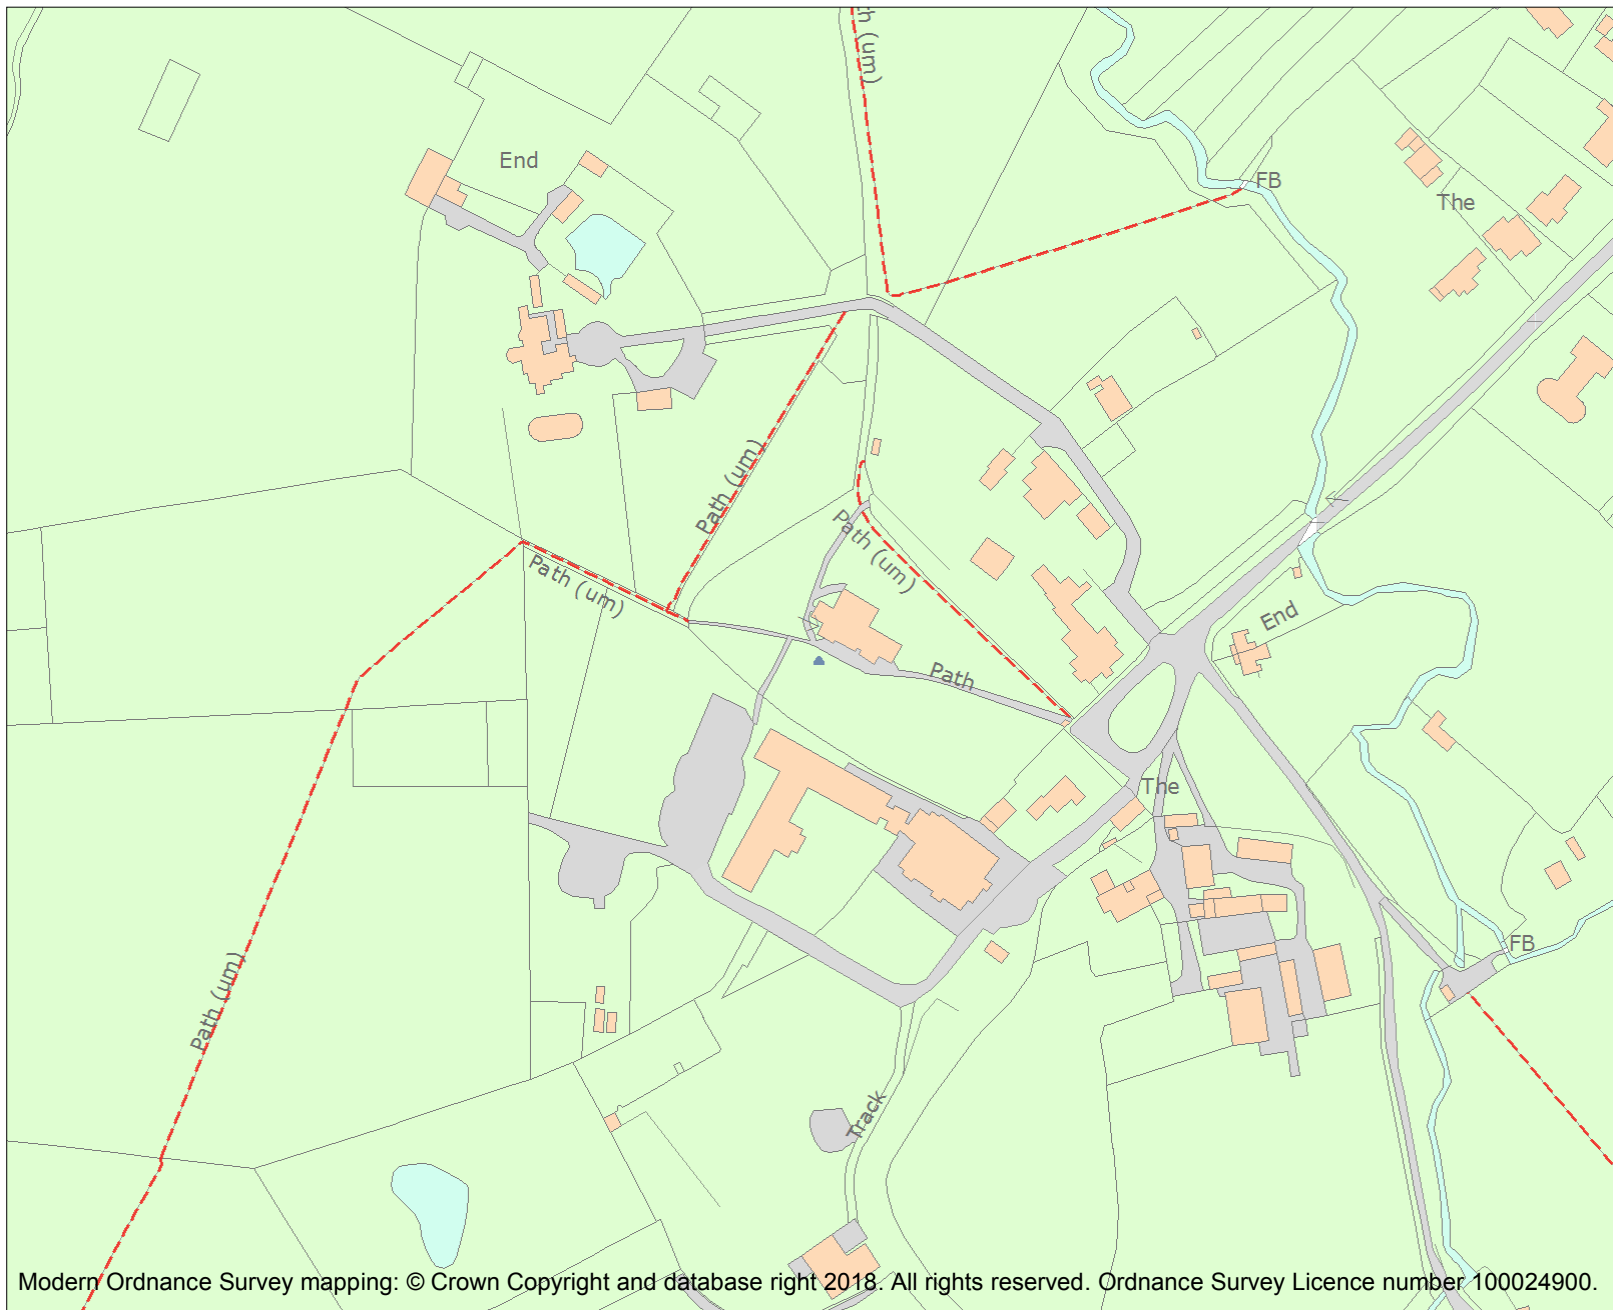 th (um)
End
FB
The
Path (um)
Path (um)
Path (um)
End
Path
The
FB
Path (um)
Track
Modern Ordnance Survey mapping: © Crown Copyright and database right 2018. All rights reserved. Ordnance Survey Licence number 100024900.